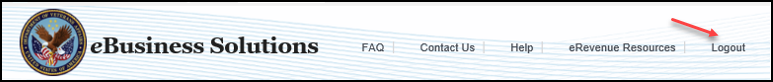 eBusiness Solutions
FAQ Contact Us Help eRevenue Resources Logout